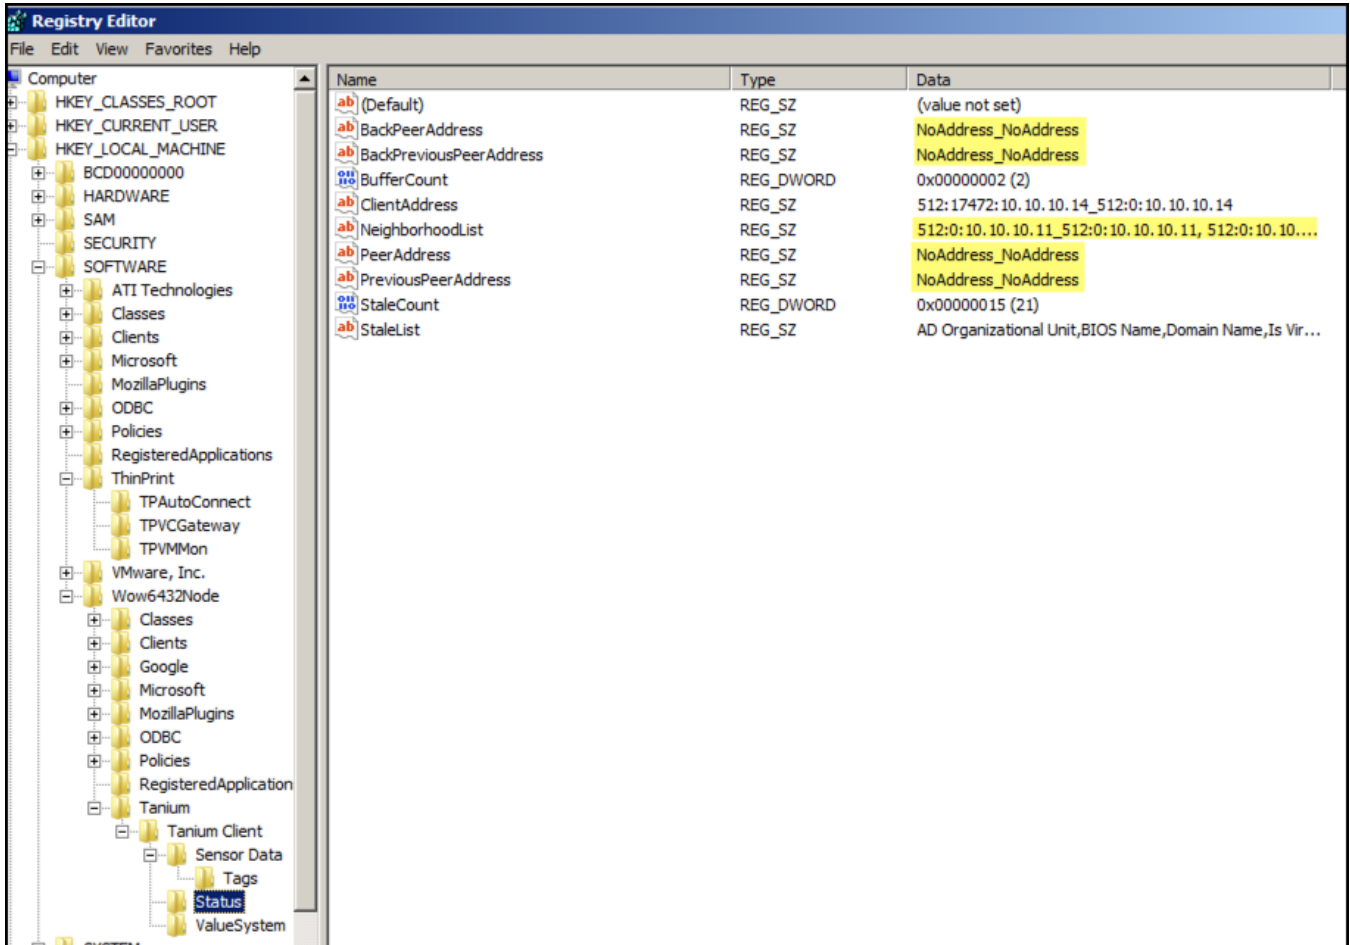 Registry Editor
File Edit View Favorites Help
Computer
HKEY_CLASSES_ROOT
HKEY_CURRENT_USER
HKEY_LOCAL_MACHINE
BCD00000000
HARDWARE
SAM
SECURITY
SOFTWARE
ATI Technologies
Classes
Clients
Microsoft
MozillaPlugins
ODBC
Policies
RegisteredApplications
ThinPrint
TPAutoConnect
TPVCGateway
TPVMMon
VMware, Inc.
Wow6432Node
Classes
Clients
Google
Microsoft
MozillaPlugins
ODBC
Policies
RegisteredApplication
Tanium
Tanium Client
Sensor Data
Tags
Status
ValueSystem
Name Type Data
(Default) REG_SZ (value not set)
BackPeerAddress REG_SZ NoAddress_NoAddress
BackPreviousPeerAddress REG_SZ NoAddress_NoAddress
BufferCount REG_DWORD 0x00000002 (2)
ClientAddress REG_SZ 512:17472:10.10.10.14_512:0:10.10.10.14
NeighborhoodList REG_SZ 512:0:10.10.10.11_512:0:10.10.10.11, 512:0:10.10....
PeerAddress REG_SZ NoAddress_NoAddress
PreviousPeerAddress REG_SZ NoAddress_NoAddress
StaleCount REG_DWORD 0x00000015 (21)
StaleList REG_SZ AD Organizational Unit,BIOS Name,Domain Name,Is Vir...